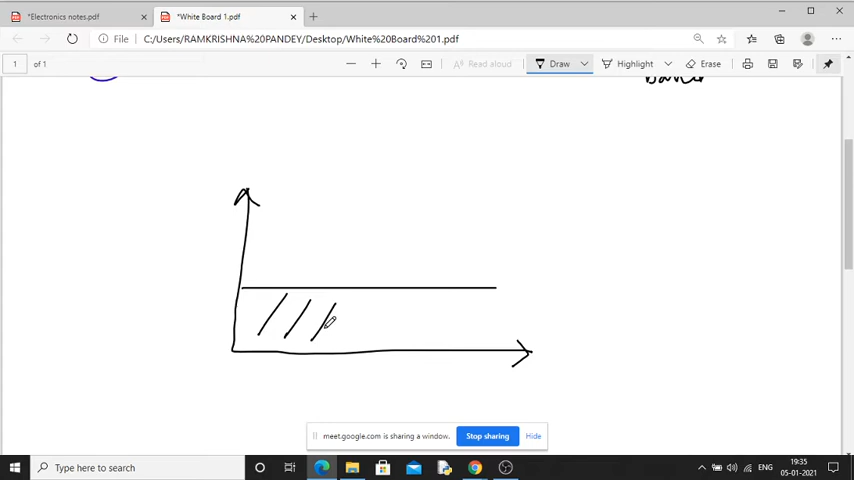 *Electronics notes.pdf
*White Board 1.pdf
File
C:/Users/RAMKRISHNA%20PANDEY/Desktop/White%20Board%201.pdf
1 of 1
Read aloud
Draw
Highlight
Erase
meet.google.com is sharing a window.
Stop sharing
Hide
Type here to search
ENG
19:35
05-01-2021